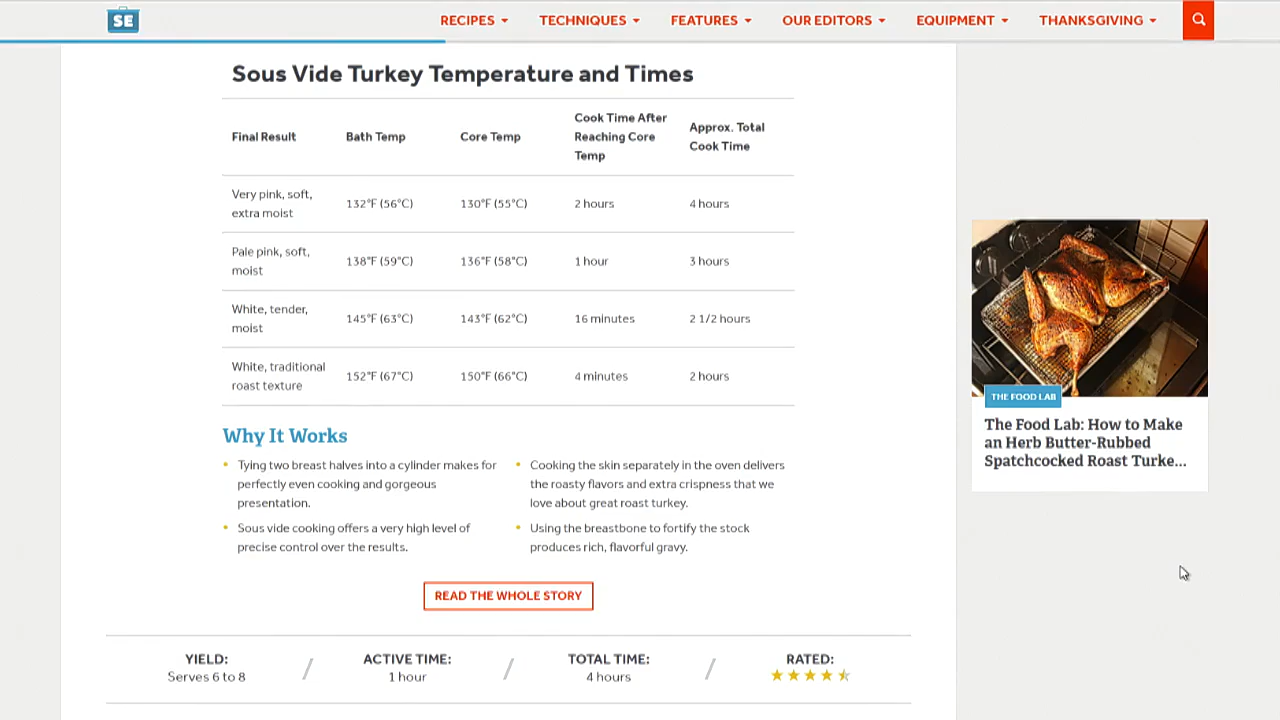 SE
RECIPES
TECHNIQUES
FEATURES
OUR EDITORS
EQUIPMENT
THANKSGIVING
Sous Vide Turkey Temperature and Times
Final Result
Bath Temp
Core Temp
Cook Time After
Reaching Core
Temp
Approx. Total
Cook Time
Very pink, soft,
extra moist
132°F (56°C)
130°F (55°C)
2 hours
4 hours
Pale pink, soft,
moist
138°F (59°C)
136°F (58°C)
1 hour
3 hours
White, tender,
moist
145°F (63°C)
143°F (62°C)
16 minutes
2 1/2 hours
White, traditional
roast texture
152°F (67°C)
150°F (66°C)
4 minutes
2 hours
Why It Works
Tying two breast halves into a cylinder makes for
perfectly even cooking and gorgeous
presentation.
Sous vide cooking offers a very high level of
precise control over the results.
Cooking the skin separately in the oven delivers
the roasty flavors and extra crispness that we
love about great roast turkey.
Using the breastbone to fortify the stock
produces rich, flavorful gravy.
READ THE WHOLE STORY
YIELD:
Serves 6 to 8
ACTIVE TIME:
1 hour
TOTAL TIME:
4 hours
RATED:
THE FOOD LAB
The Food Lab: How to Make
an Herb Butter-Rubbed
Spatchcocked Roast Turke...